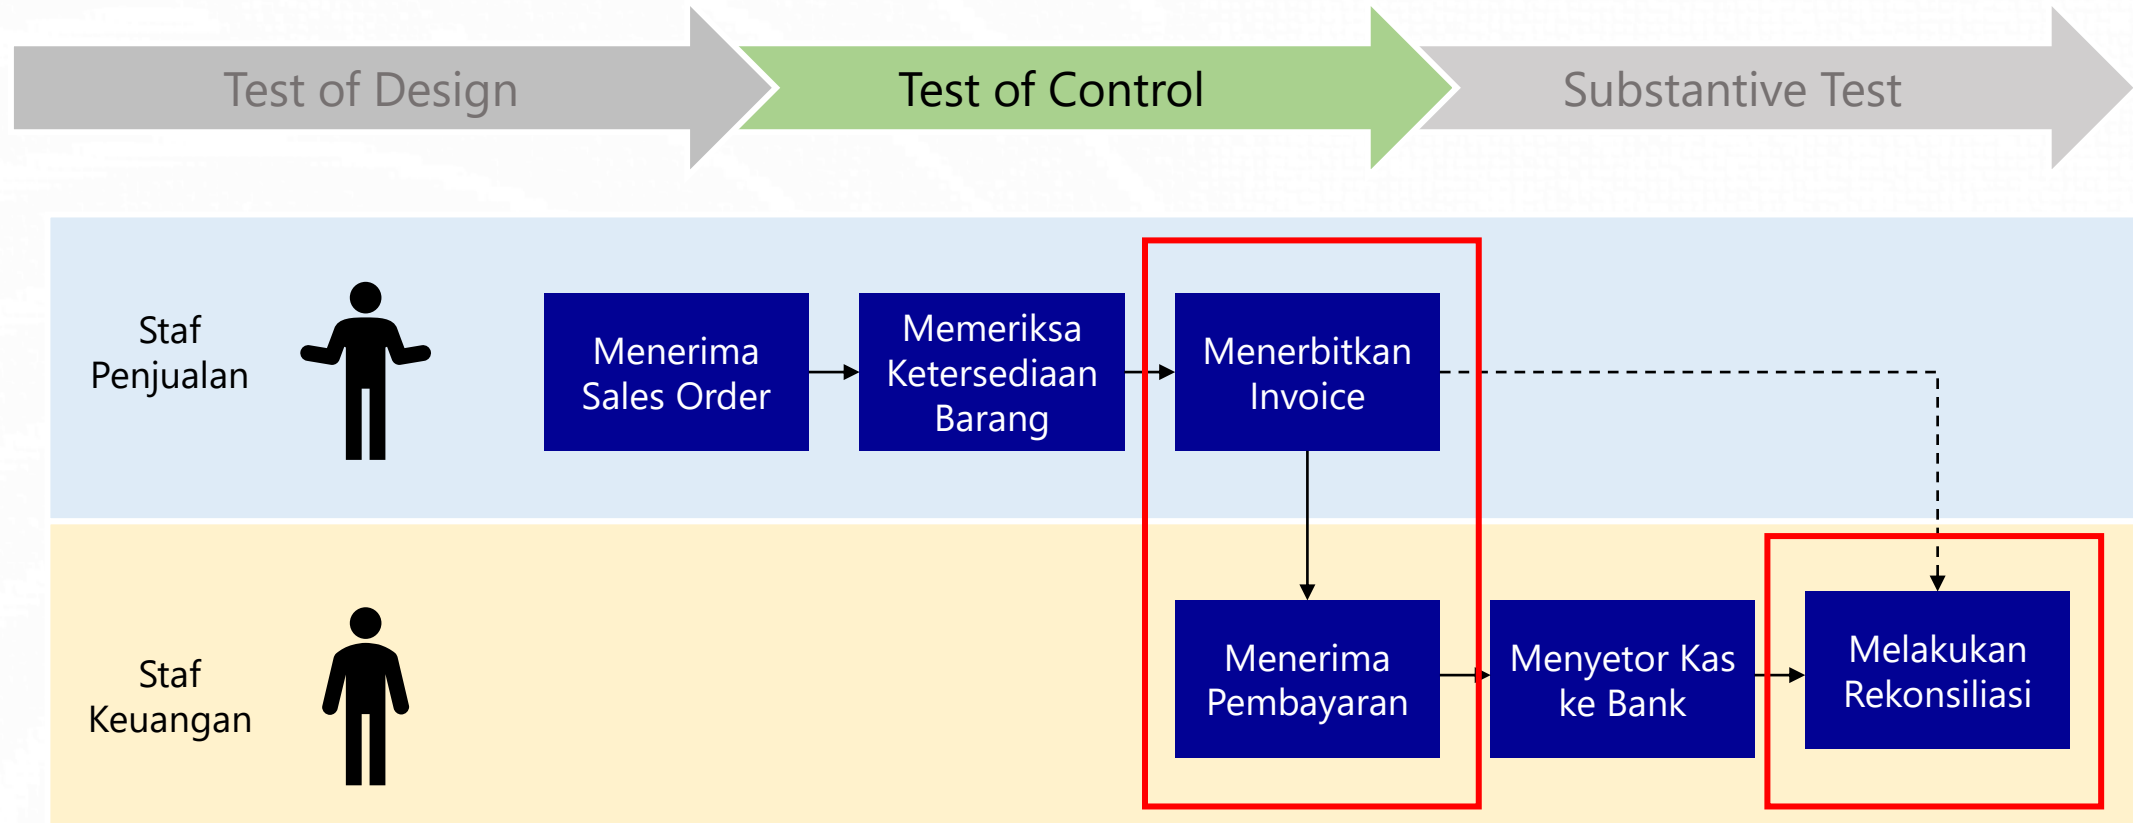 Test of Design
Test of Control
Substantive Test
Staf
Penjualan
Menerima
Sales Order
Memeriksa
Ketersediaan
Barang
Menerbitkan
Invoice
Staf
Keuangan
Menerima
Pembayaran
Menyetor Kas
ke Bank
Melakukan
Rekonsiliasi